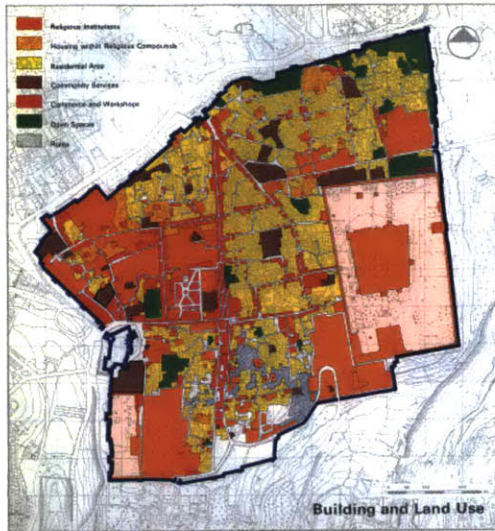 Religious Institutions
Housing within Religious Compounds
Residential Area
Community Services
Commerce and Workshops
Open Spaces
Ruins
Building and Land Use